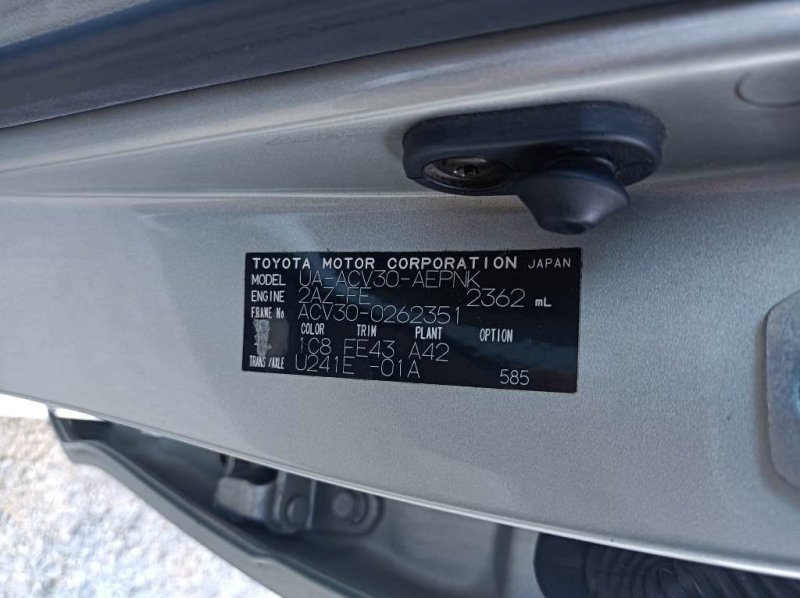 TOYOTA MOTOR CORPORATION JAPAN
MODEL UA-ACV30-AEPNK
ENGINE 2AZ-FE 2362 mL
FRAME No ACV30-0262351
COLOR TRIM PLANT OPTION
1C8 FE43 A42
TRANS/AXLE U241E -01A
585